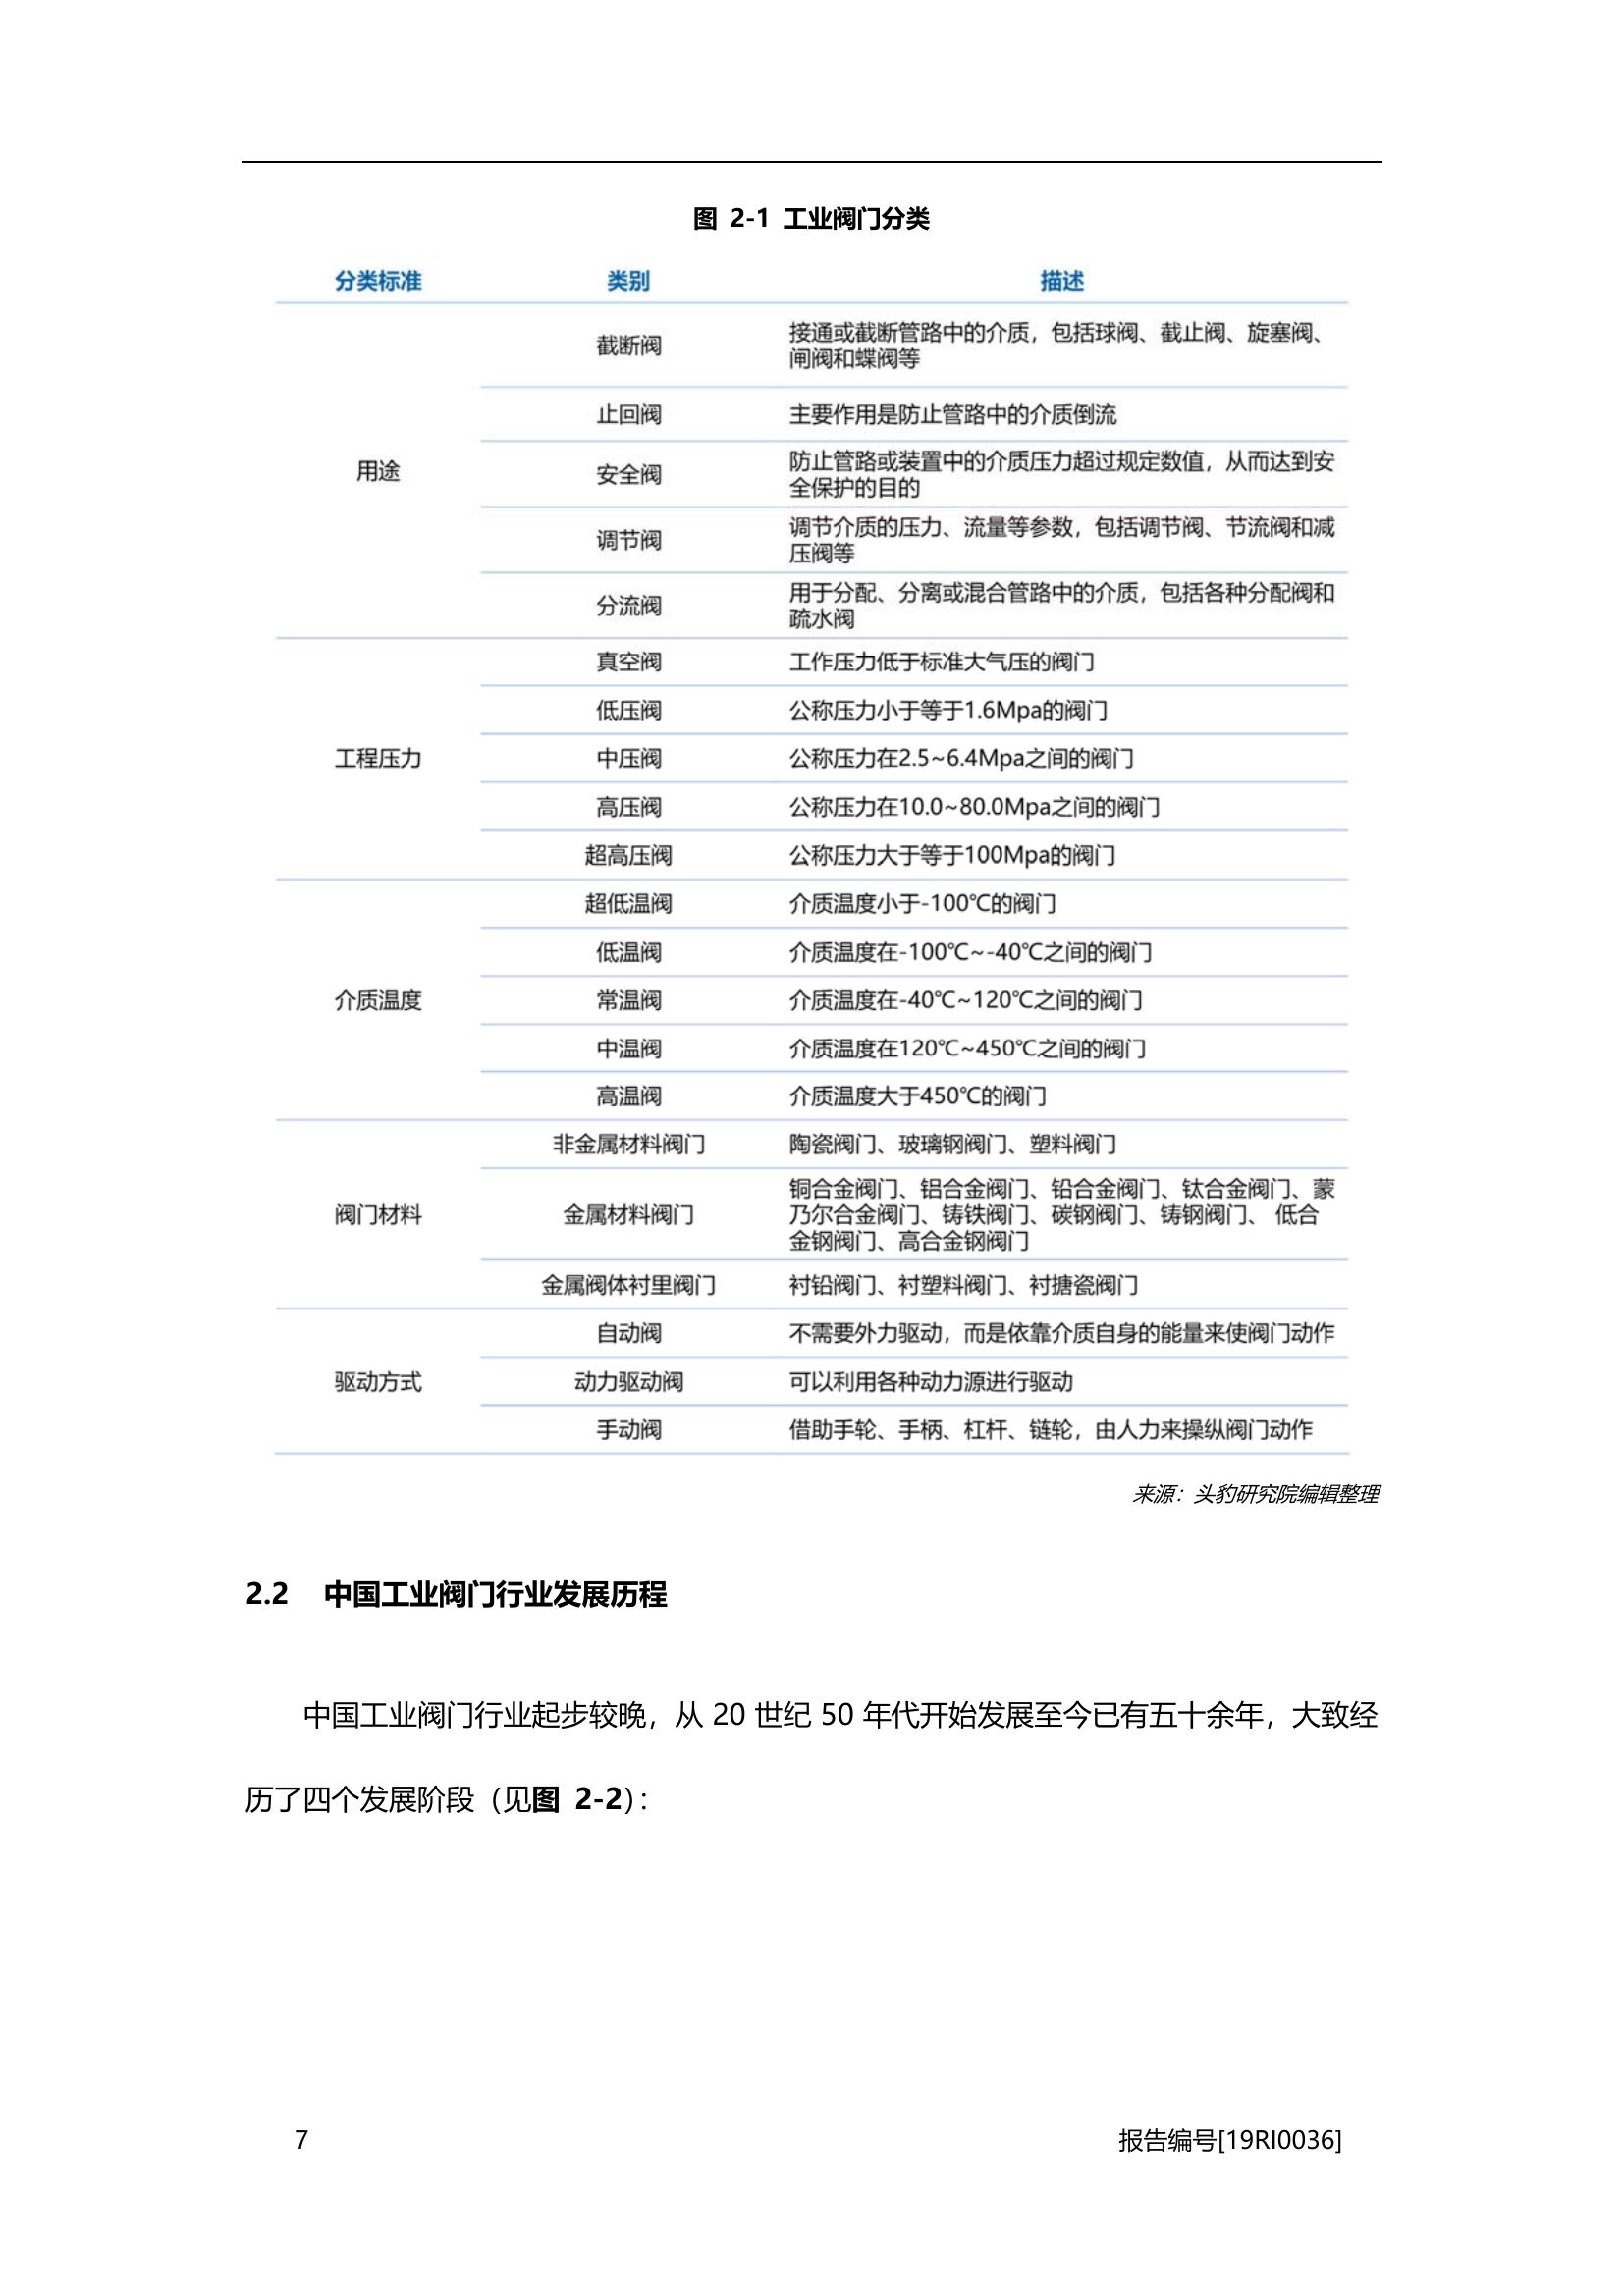 图 2-1 工业阀门分类
分类标准 类别 描述
用途
截断阀 接通或截断管路中的介质，包括球阀、截止阀、旋塞阀、
闸阀和蝶阀等
止回阀 主要作用是防止管路中的介质倒流
安全阀 防止管路或装置中的介质压力超过规定数值，从而达到安
全保护的目的
调节阀 调节介质的压力、流量等参数，包括调节阀、节流阀和减
压阀等
分流阀 用于分配、分离或混合管路中的介质，包括各种分配阀和
疏水阀
工程压力
真空阀 工作压力低于标准大气压的阀门
低压阀 公称压力小于等于1.6Mpa的阀门
中压阀 公称压力在2.5~6.4Mpa之间的阀门
高压阀 公称压力在10.0~80.0Mpa之间的阀门
超高压阀 公称压力大于等于100Mpa的阀门
介质温度
超低温阀 介质温度小于-100℃的阀门
低温阀 介质温度在-100℃~-40℃之间的阀门
常温阀 介质温度在-40℃~120℃之间的阀门
中温阀 介质温度在120℃~450℃之间的阀门
高温阀 介质温度大于450℃的阀门
阀门材料
非金属材料阀门 陶瓷阀门、玻璃钢阀门、塑料阀门
金属材料阀门 铜合金阀门、铝合金阀门、铅合金阀门、钛合金阀门、蒙
乃尔合金阀门、铸铁阀门、碳钢阀门、铸钢阀门、 低合
金钢阀门、高合金钢阀门
金属阀体衬里阀门 衬铅阀门、衬塑料阀门、衬搪瓷阀门
驱动方式
自动阀 不需要外力驱动，而是依靠介质自身的能量来使阀门动作
动力驱动阀 可以利用各种动力源进行驱动
手动阀 借助手轮、手柄、杠杆、链轮，由人力来操纵阀门动作
来源：头豹研究院编辑整理
2.2 中国工业阀门行业发展历程
中国工业阀门行业起步较晚，从 20 世纪 50 年代开始发展至今已有五十余年，大致经
历了四个发展阶段（见图 2-2）：
7 报告编号[19RI0036]